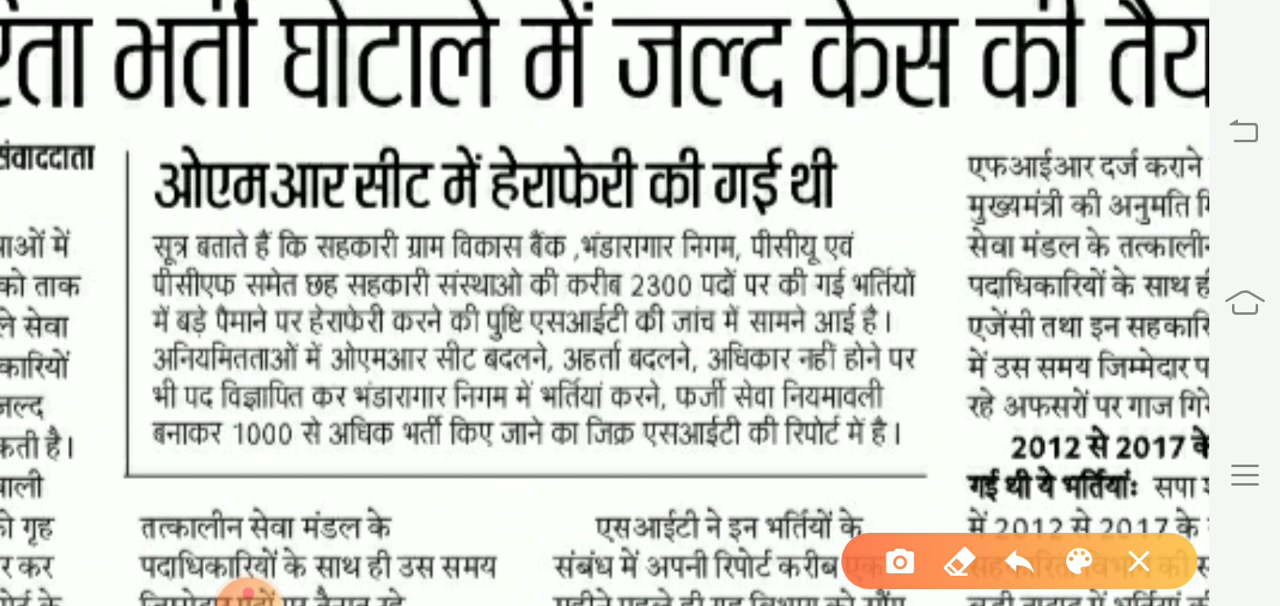 भर्ती घोटाले में जल्द केस की
संवाददाता
में
को ताक
सेवा
जल्द
है।
गृह
कर
ओएमआर सीट में हेराफेरी की गई थी
सूत्र बताते हैं कि सहकारी ग्राम विकास बैंक ,भंडारागार निगम, पीसीयू एवं
पीसीएफ समेत छह सहकारी संस्थाओ की करीब 2300 पदों पर की गई भर्तियों
में बड़े पैमाने पर हेराफेरी करने की पुष्टि एसआईटी की जांच में सामने आई है।
अनियमितताओं में ओएमआर सीट बदलने, अहर्ता बदलने, अधिकार नहीं होने पर
भी पद विज्ञापित कर भंडारागार निगम में भर्तियां करने, फर्जी सेवा नियमावली
बनाकर 1000 से अधिक भर्ती किए जाने का जिक्र एसआईटी की रिपोर्ट में है।
तत्कालीन सेवा मंडल के
पदाधिकारियों के साथ ही उस समय
एसआईटी ने इन भर्तियों के
संबंध में अपनी रिपोर्ट करीब एक
एफआईआर दर्ज कराने
मुख्यमंत्री की अनुमति
सेवा मंडल के
पदाधिकारियों के साथ
एजेंसी तथा इन
में उस समय जिम्मेदार
रहे अफसरों पर गाज
2012 से 2017 के
गई थी ये भर्तियांः सपा
में 2012 से 2017 के